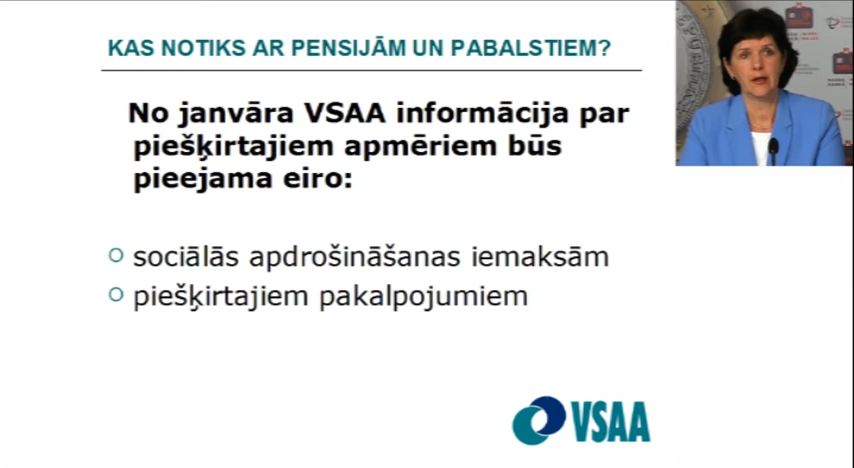 KAS NOTIKS AR PENSIJĀM UN PABALSTIEM?
No janvāra VSAA informācija par
piešķirtajiem apmēriem būs
pieejama eiro:
sociālās apdrošināšanas iemaksām
piešķirtajiem pakalpojumiem
VSAA